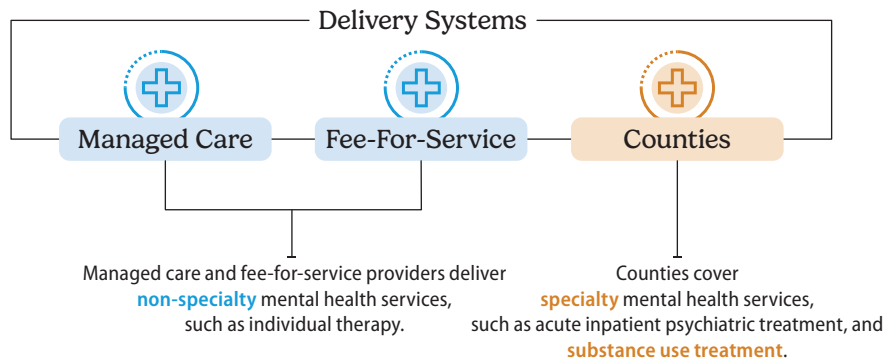 Delivery Systems
Managed Care
Fee-For-Service
Counties
Managed care and fee-for-service providers deliver
non-specialty mental health services,
such as individual therapy.
Counties cover
specialty mental health services,
such as acute inpatient psychiatric treatment, and
substance use treatment.